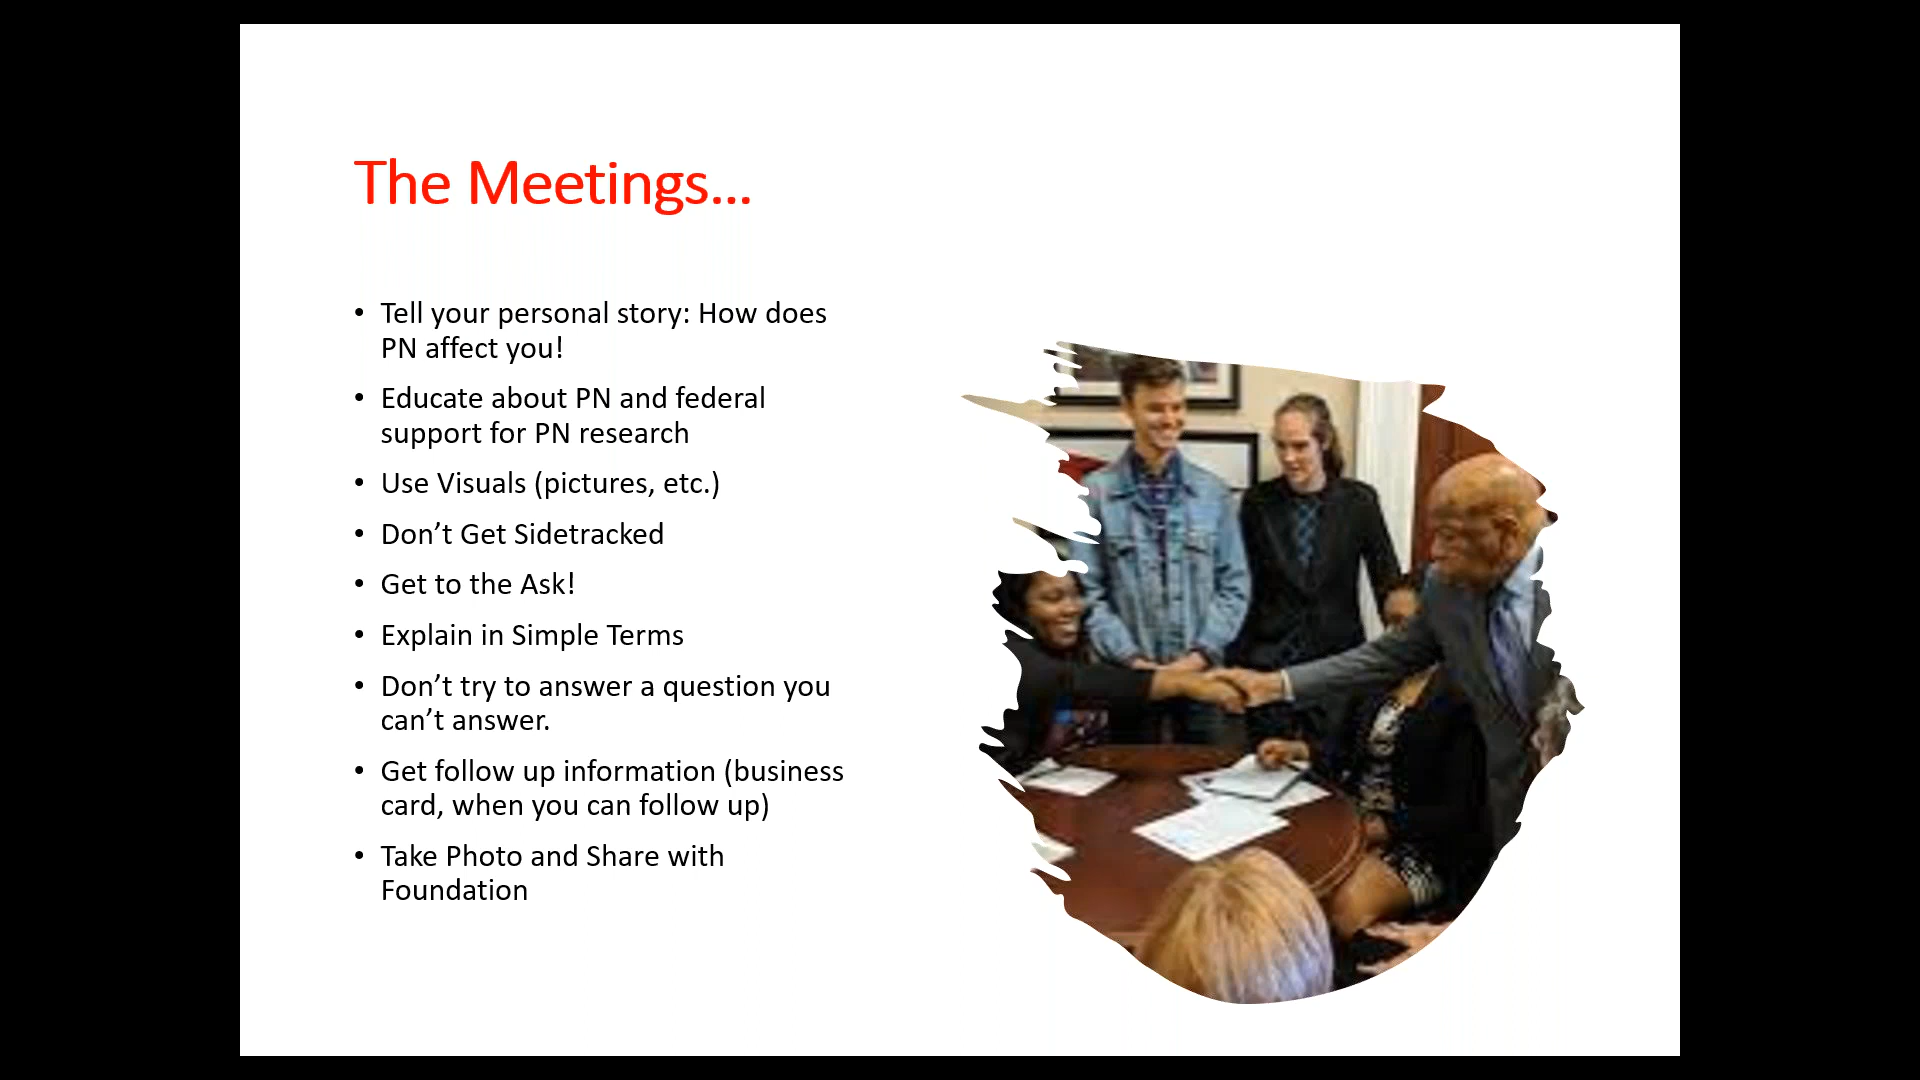 The Meetings...
• Tell your personal story: How does
PN affect you!
• Educate about PN and federal
support for PN research
• Use Visuals (pictures, etc.)
• Don’t Get Sidetracked
• Get to the Ask!
• Explain in Simple Terms
• Don’t try to answer a question you
can’t answer.
• Get follow up information (business
card, when you can follow up)
• Take Photo and Share with
Foundation